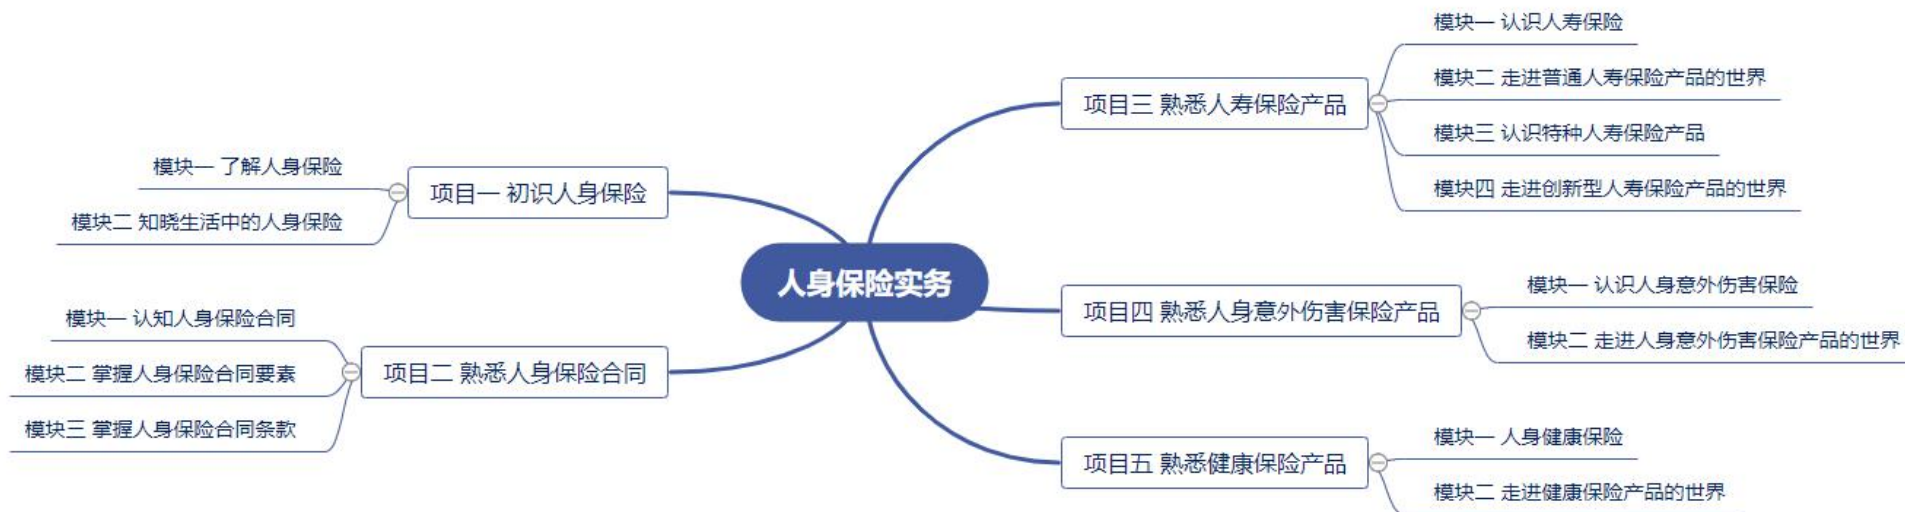 人身保险实务
项目一 初识人身保险
模块一 了解人身保险
模块二 知晓生活中的人身保险
项目二 熟悉人身保险合同
模块一 认知人身保险合同
模块二 掌握人身保险合同要素
模块三 掌握人身保险合同条款
项目三 熟悉人寿保险产品
模块一 认识人寿保险
模块二 走进普通人寿保险产品的世界
模块三 认识特种人寿保险产品
模块四 走进创新型人寿保险产品的世界
项目四 熟悉人身意外伤害保险产品
模块一 认识人身意外伤害保险
模块二 走进人身意外伤害保险产品的世界
项目五 熟悉健康保险产品
模块一 人身健康保险
模块二 走进健康保险产品的世界